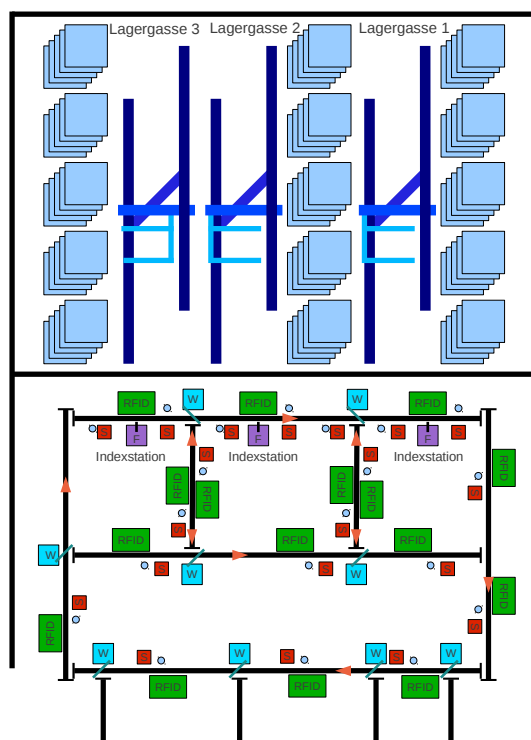 Lagergasse 3 Lagergasse 2 Lagergasse 1
RFID W RFID W RFID
S F S S F S S F S
Indexstation Indexstation Indexstation
S S
RFID RFID RFID RFID RFID
S S S
RFID RFID RFID
W W W
S S S
RFID
S S
RFID
W S W S W S W
RFID RFID RFID